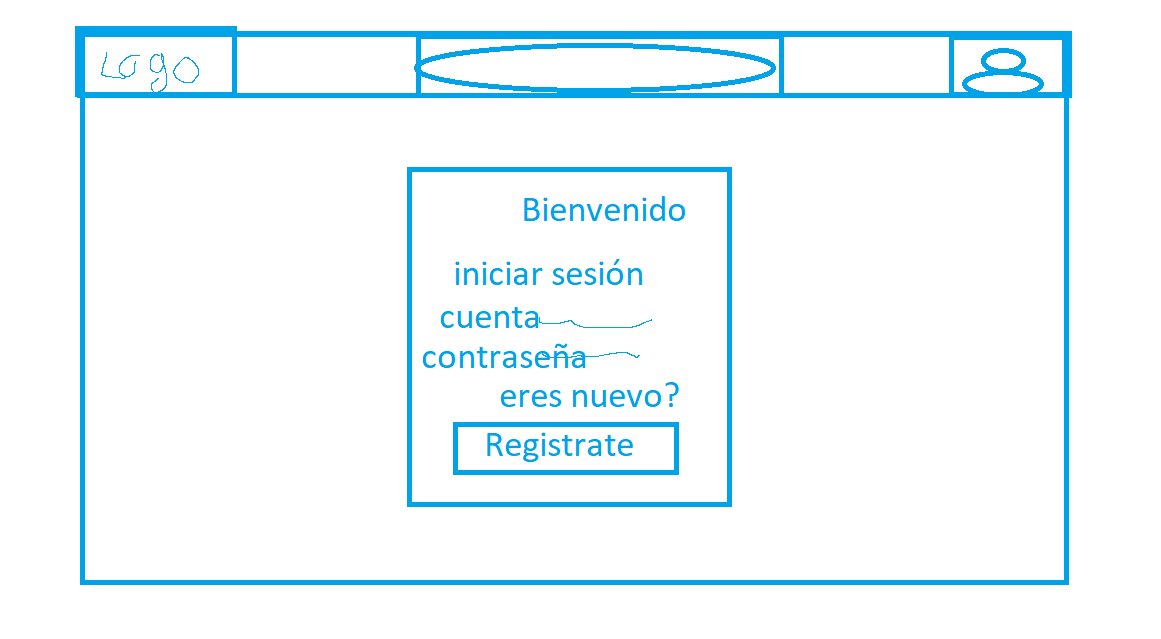 Logo
Bienvenido
iniciar sesión
cuenta
contraseña
eres nuevo?
Registrate